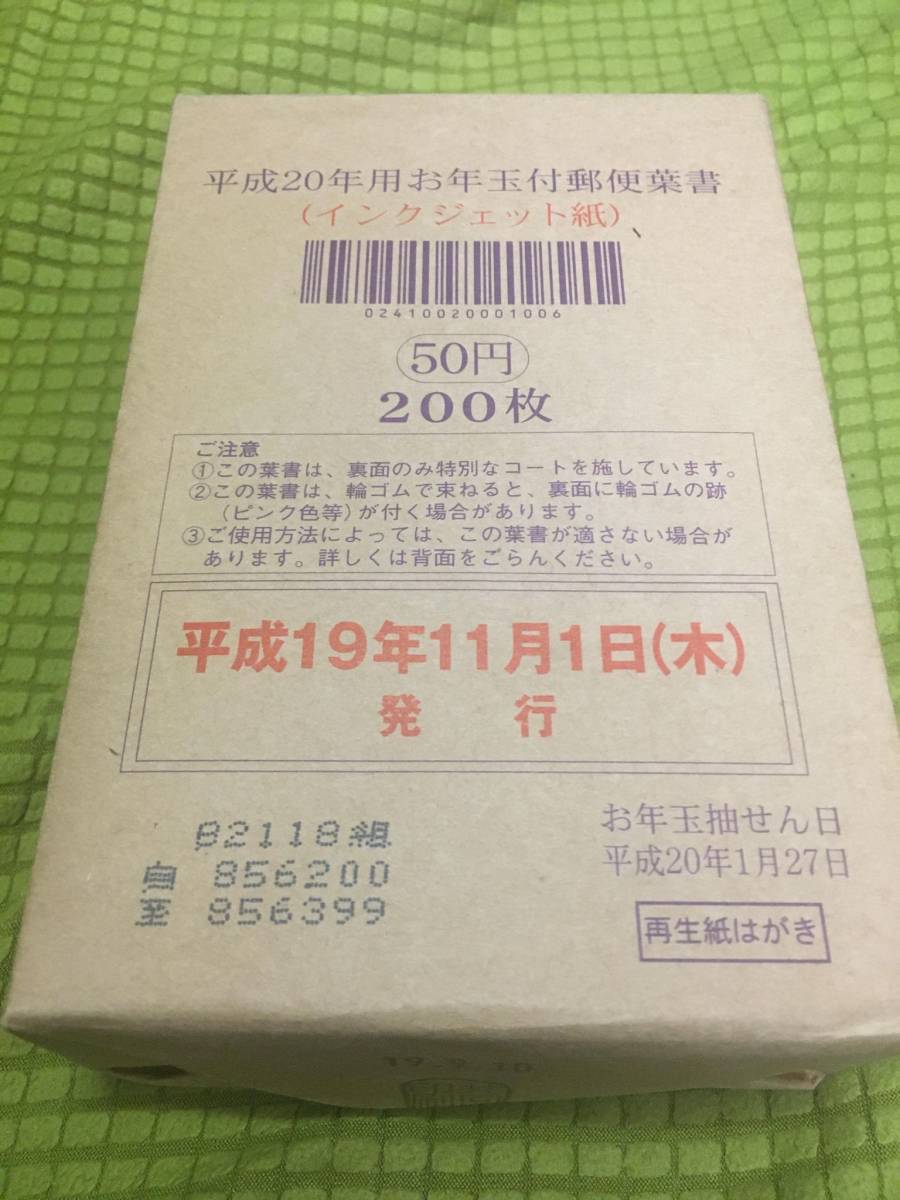 平成20年用お年玉付郵便葉書
（インクジェット紙）
02410020001006
50円
200枚
ご注意
①この葉書は、裏面のみ特別なコートを施しています。
②この葉書は、輪ゴムで束ねると、裏面に輪ゴムの跡
（ピンク色等）が付く場合があります。
③ご使用方法によっては、この葉書が適さない場合が
あります。詳しくは背面をごらんください。
平成19年11月1日(木)
発 行
B2118組
自 856200
至 856399
お年玉抽せん日
平成20年1月27日
再生紙はがき